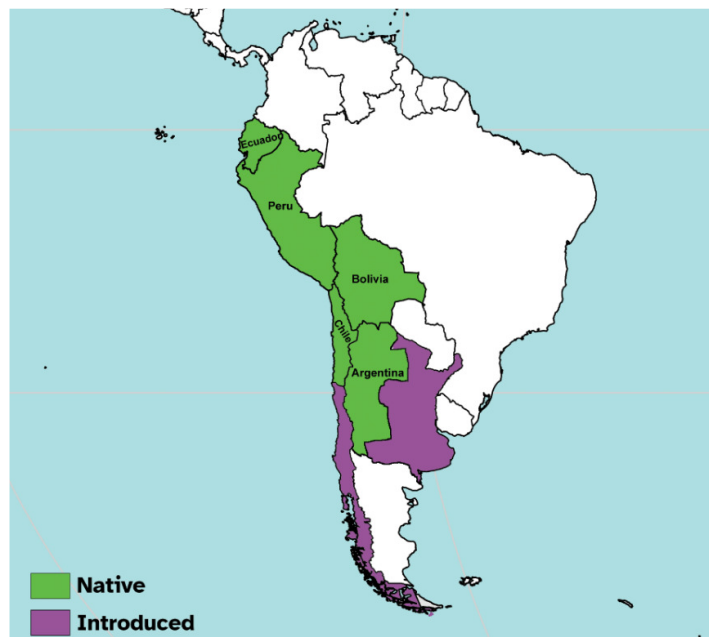 Ecuador
Peru
Bolivia
Chile
Argentina
Native
Introduced